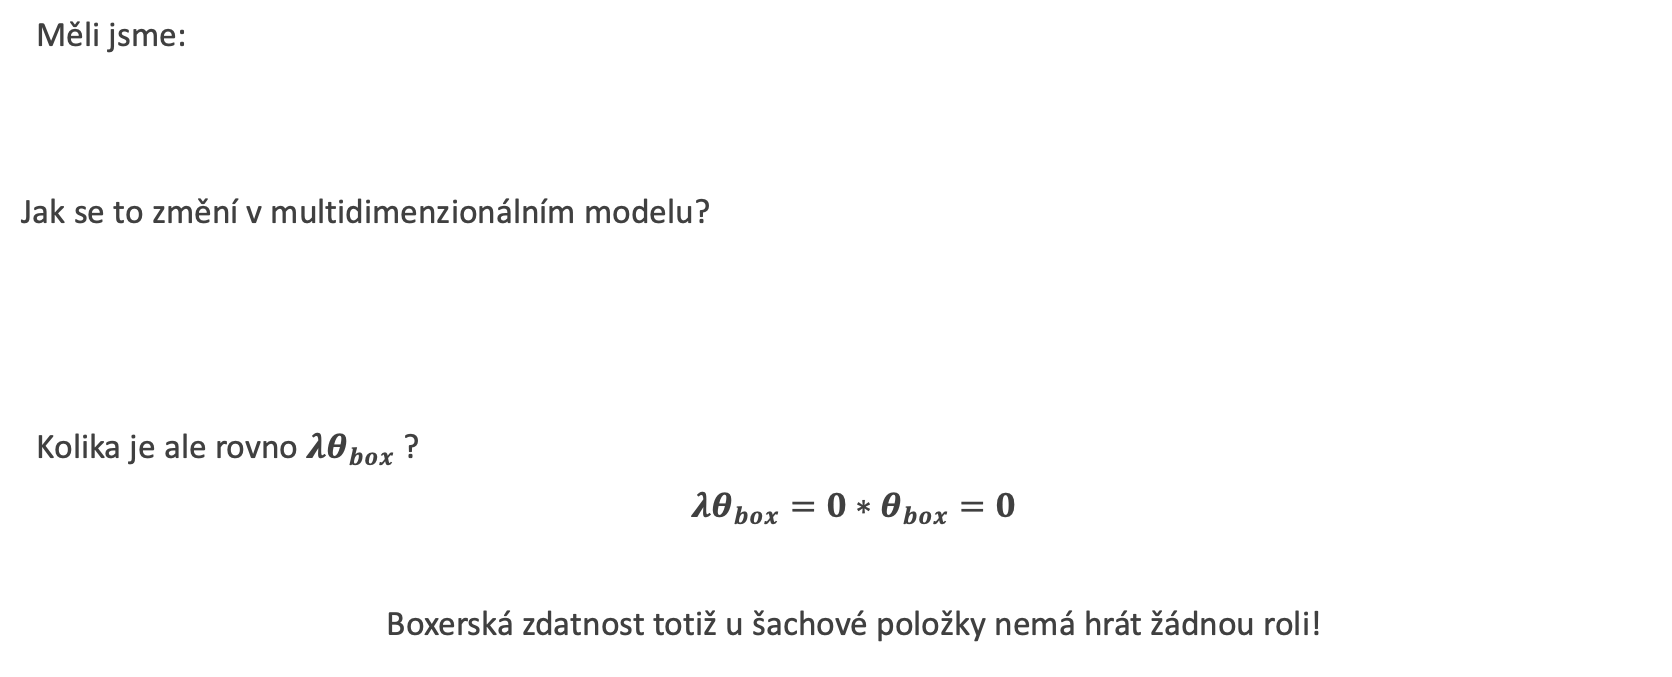 Měli jsme:
Jak se to změní v multidimenzionálním modelu?
Kolika je ale rovno λθ_box ?
λθ_box = 0 ∗ θ_box = 0
Boxerská zdatnost totiž u šachové položky nemá hrát žádnou roli!